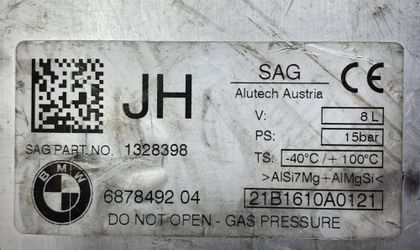 JH
SAG
Alutech Austria
CE
V: 8 L
PS: 15bar
TS: -40°C / + 100°C
>AlSi7Mg+AlMgSi<
SAG PART NO. 1328398
BMW
6878492 04
21B1610A0121
DO NOT OPEN - GAS PRESSURE